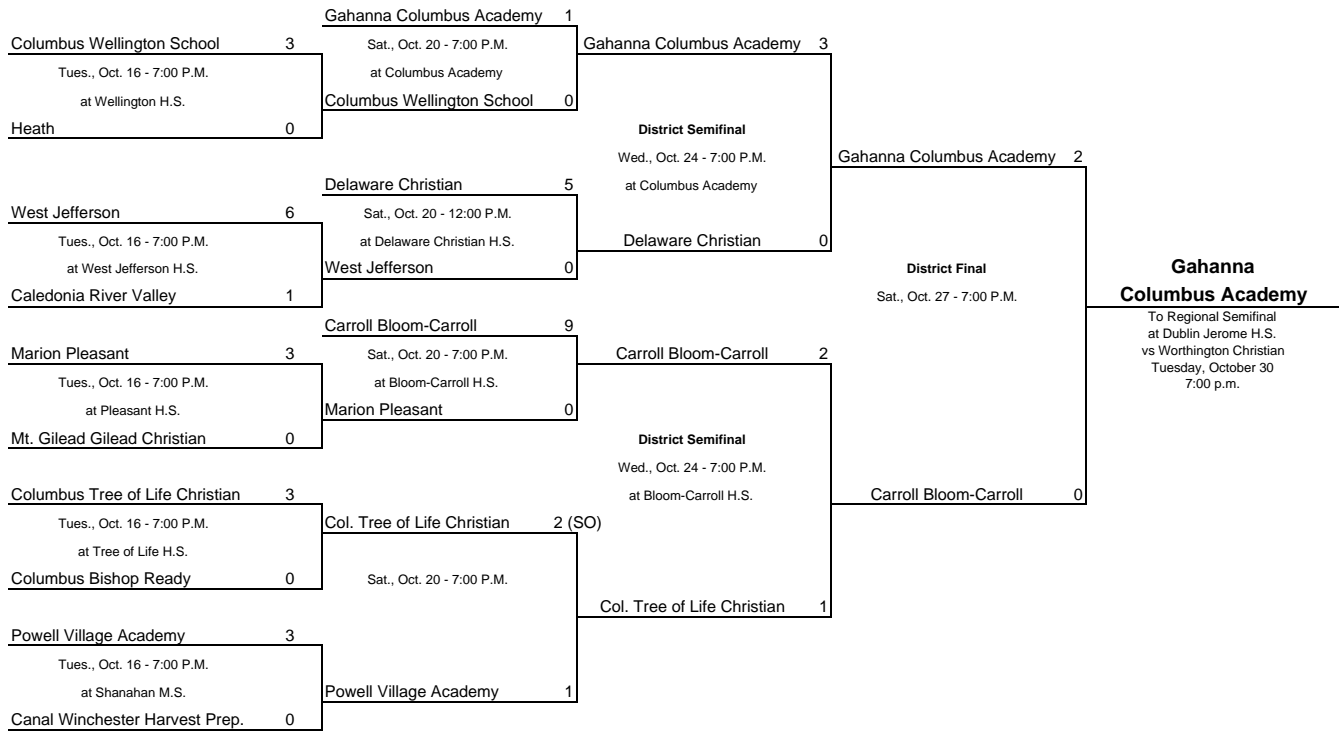 Columbus Wellington School 3
Tues., Oct. 16 - 7:00 P.M.
at Wellington H.S.
Heath 0
West Jefferson 6
Tues., Oct. 16 - 7:00 P.M.
at West Jefferson H.S.
Caledonia River Valley 1
Marion Pleasant 3
Tues., Oct. 16 - 7:00 P.M.
at Pleasant H.S.
Mt. Gilead Gilead Christian 0
Columbus Tree of Life Christian 3
Tues., Oct. 16 - 7:00 P.M.
at Tree of Life H.S.
Columbus Bishop Ready 0
Powell Village Academy 3
Tues., Oct. 16 - 7:00 P.M.
at Shanahan M.S.
Canal Winchester Harvest Prep. 0
Gahanna Columbus Academy 1
Sat., Oct. 20 - 7:00 P.M.
at Columbus Academy
Columbus Wellington School 0
Delaware Christian 5
Sat., Oct. 20 - 12:00 P.M.
at Delaware Christian H.S.
West Jefferson 0
Carroll Bloom-Carroll 9
Sat., Oct. 20 - 7:00 P.M.
at Bloom-Carroll H.S.
Marion Pleasant 0
Col. Tree of Life Christian 2 (SO)
Sat., Oct. 20 - 7:00 P.M.
Powell Village Academy 1
Gahanna Columbus Academy 3
District Semifinal
Wed., Oct. 24 - 7:00 P.M.
at Columbus Academy
Delaware Christian 0
Carroll Bloom-Carroll 2
District Semifinal
Wed., Oct. 24 - 7:00 P.M.
at Bloom-Carroll H.S.
Col. Tree of Life Christian 1
Gahanna Columbus Academy 2
District Final
Sat., Oct. 27 - 7:00 P.M.
Carroll Bloom-Carroll 0
Gahanna
Columbus Academy
To Regional Semifinal
at Dublin Jerome H.S.
vs Worthington Christian
Tuesday, October 30
7:00 p.m.